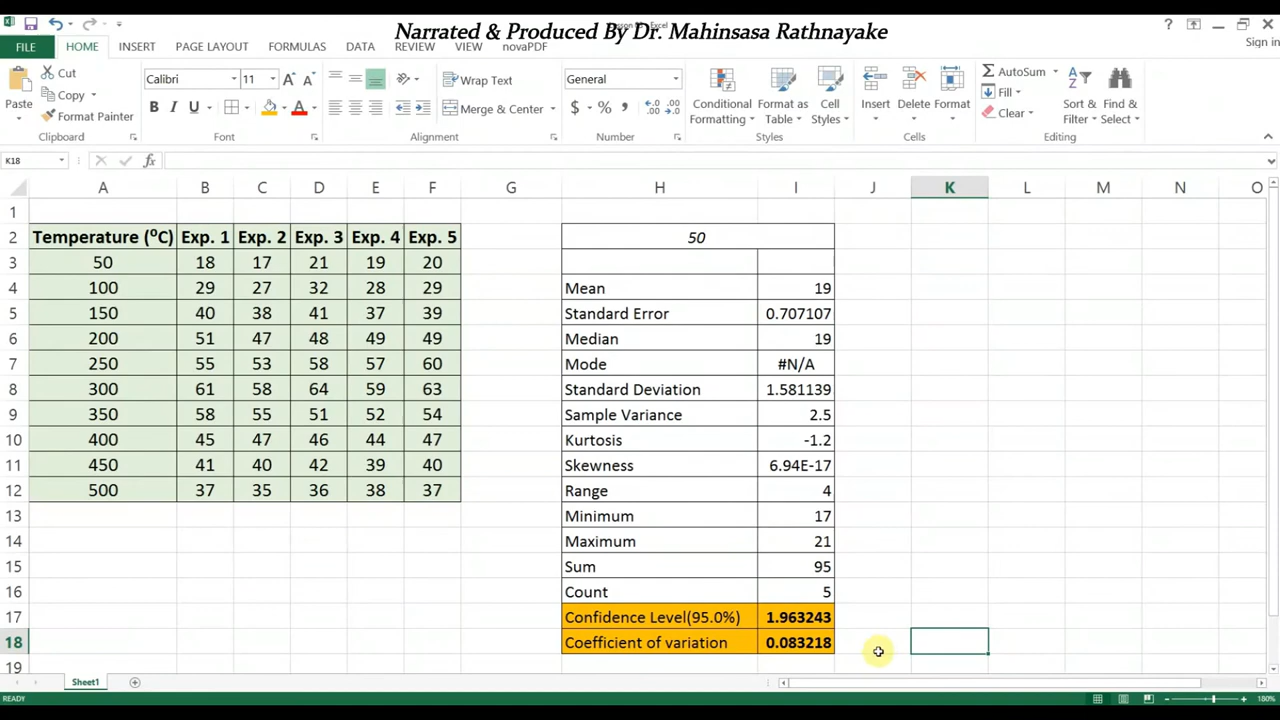 Narrated & Produced By Dr. Mahinsasa Rathnayake
Sign in
FILE HOME INSERT PAGE LAYOUT FORMULAS DATA REVIEW VIEW novaPDF
Cut
Copy
Format Painter
Paste
Calibri 11
B I U
Wrap Text
Merge & Center
General
$ % ,
Conditional Formatting
Format as Table
Cell Styles
Insert Delete Format
AutoSum
Fill
Clear
Sort & Filter
Find & Select
Clipboard Font Alignment Number Styles Cells Editing
K18 fx
A B C D E F G H I J K L M N O
1
2 Temperature (⁰C) Exp. 1 Exp. 2 Exp. 3 Exp. 4 Exp. 5 50
3 50 18 17 21 19 20
4 100 29 27 32 28 29 Mean 19
5 150 40 38 41 37 39 Standard Error 0.707107
6 200 51 47 48 49 49 Median 19
7 250 55 53 58 57 60 Mode #N/A
8 300 61 58 64 59 63 Standard Deviation 1.581139
9 350 58 55 51 52 54 Sample Variance 2.5
10 400 45 47 46 44 47 Kurtosis -1.2
11 450 41 40 42 39 40 Skewness 6.94E-17
12 500 37 35 36 38 37 Range 4
13 Minimum 17
14 Maximum 21
15 Sum 95
16 Count 5
17 Confidence Level(95.0%) 1.963243
18 Coefficient of variation 0.083218
19
Sheet1
READY 180%